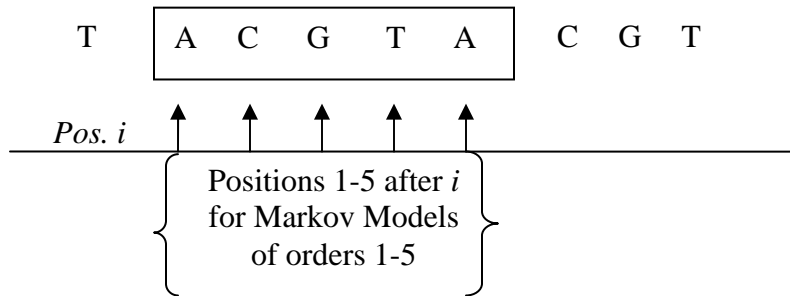 T A C G T A C G T
Pos. i
Positions 1-5 after i
for Markov Models
of orders 1-5